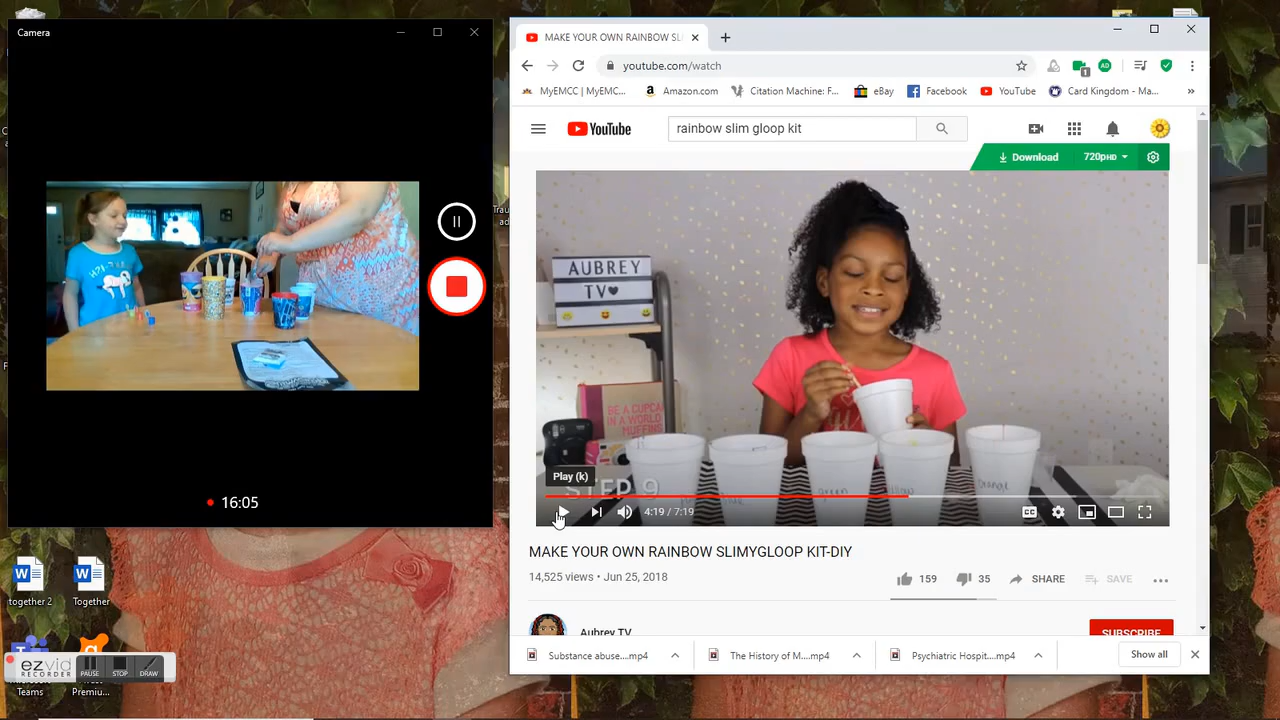 Camera
16:05
together 2
Together
Teams
Premiu...
ezvid
RECORDER
PAUSE
STOP
DRAW
MAKE YOUR OWN RAINBOW SLI
youtube.com/watch
MyEMCC | MyEMC...
Amazon.com
Citation Machine: F...
eBay
Facebook
YouTube
Card Kingdom - Ma...
»
YouTube
rainbow slim gloop kit
Download
720PHD
AUBREY
TV
BE A CUPCA
IN A WORLD
MUFFINS
STEP 9
Play (k)
4:19 / 7:19
MAKE YOUR OWN RAINBOW SLIMYGLOOP KIT-DIY
14,525 views • Jun 25, 2018
159
35
SHARE
SAVE
Aubrey TV
SUBSCRIBE
Substance abuse....mp4
The History of M....mp4
Psychiatric Hospit....mp4
Show all